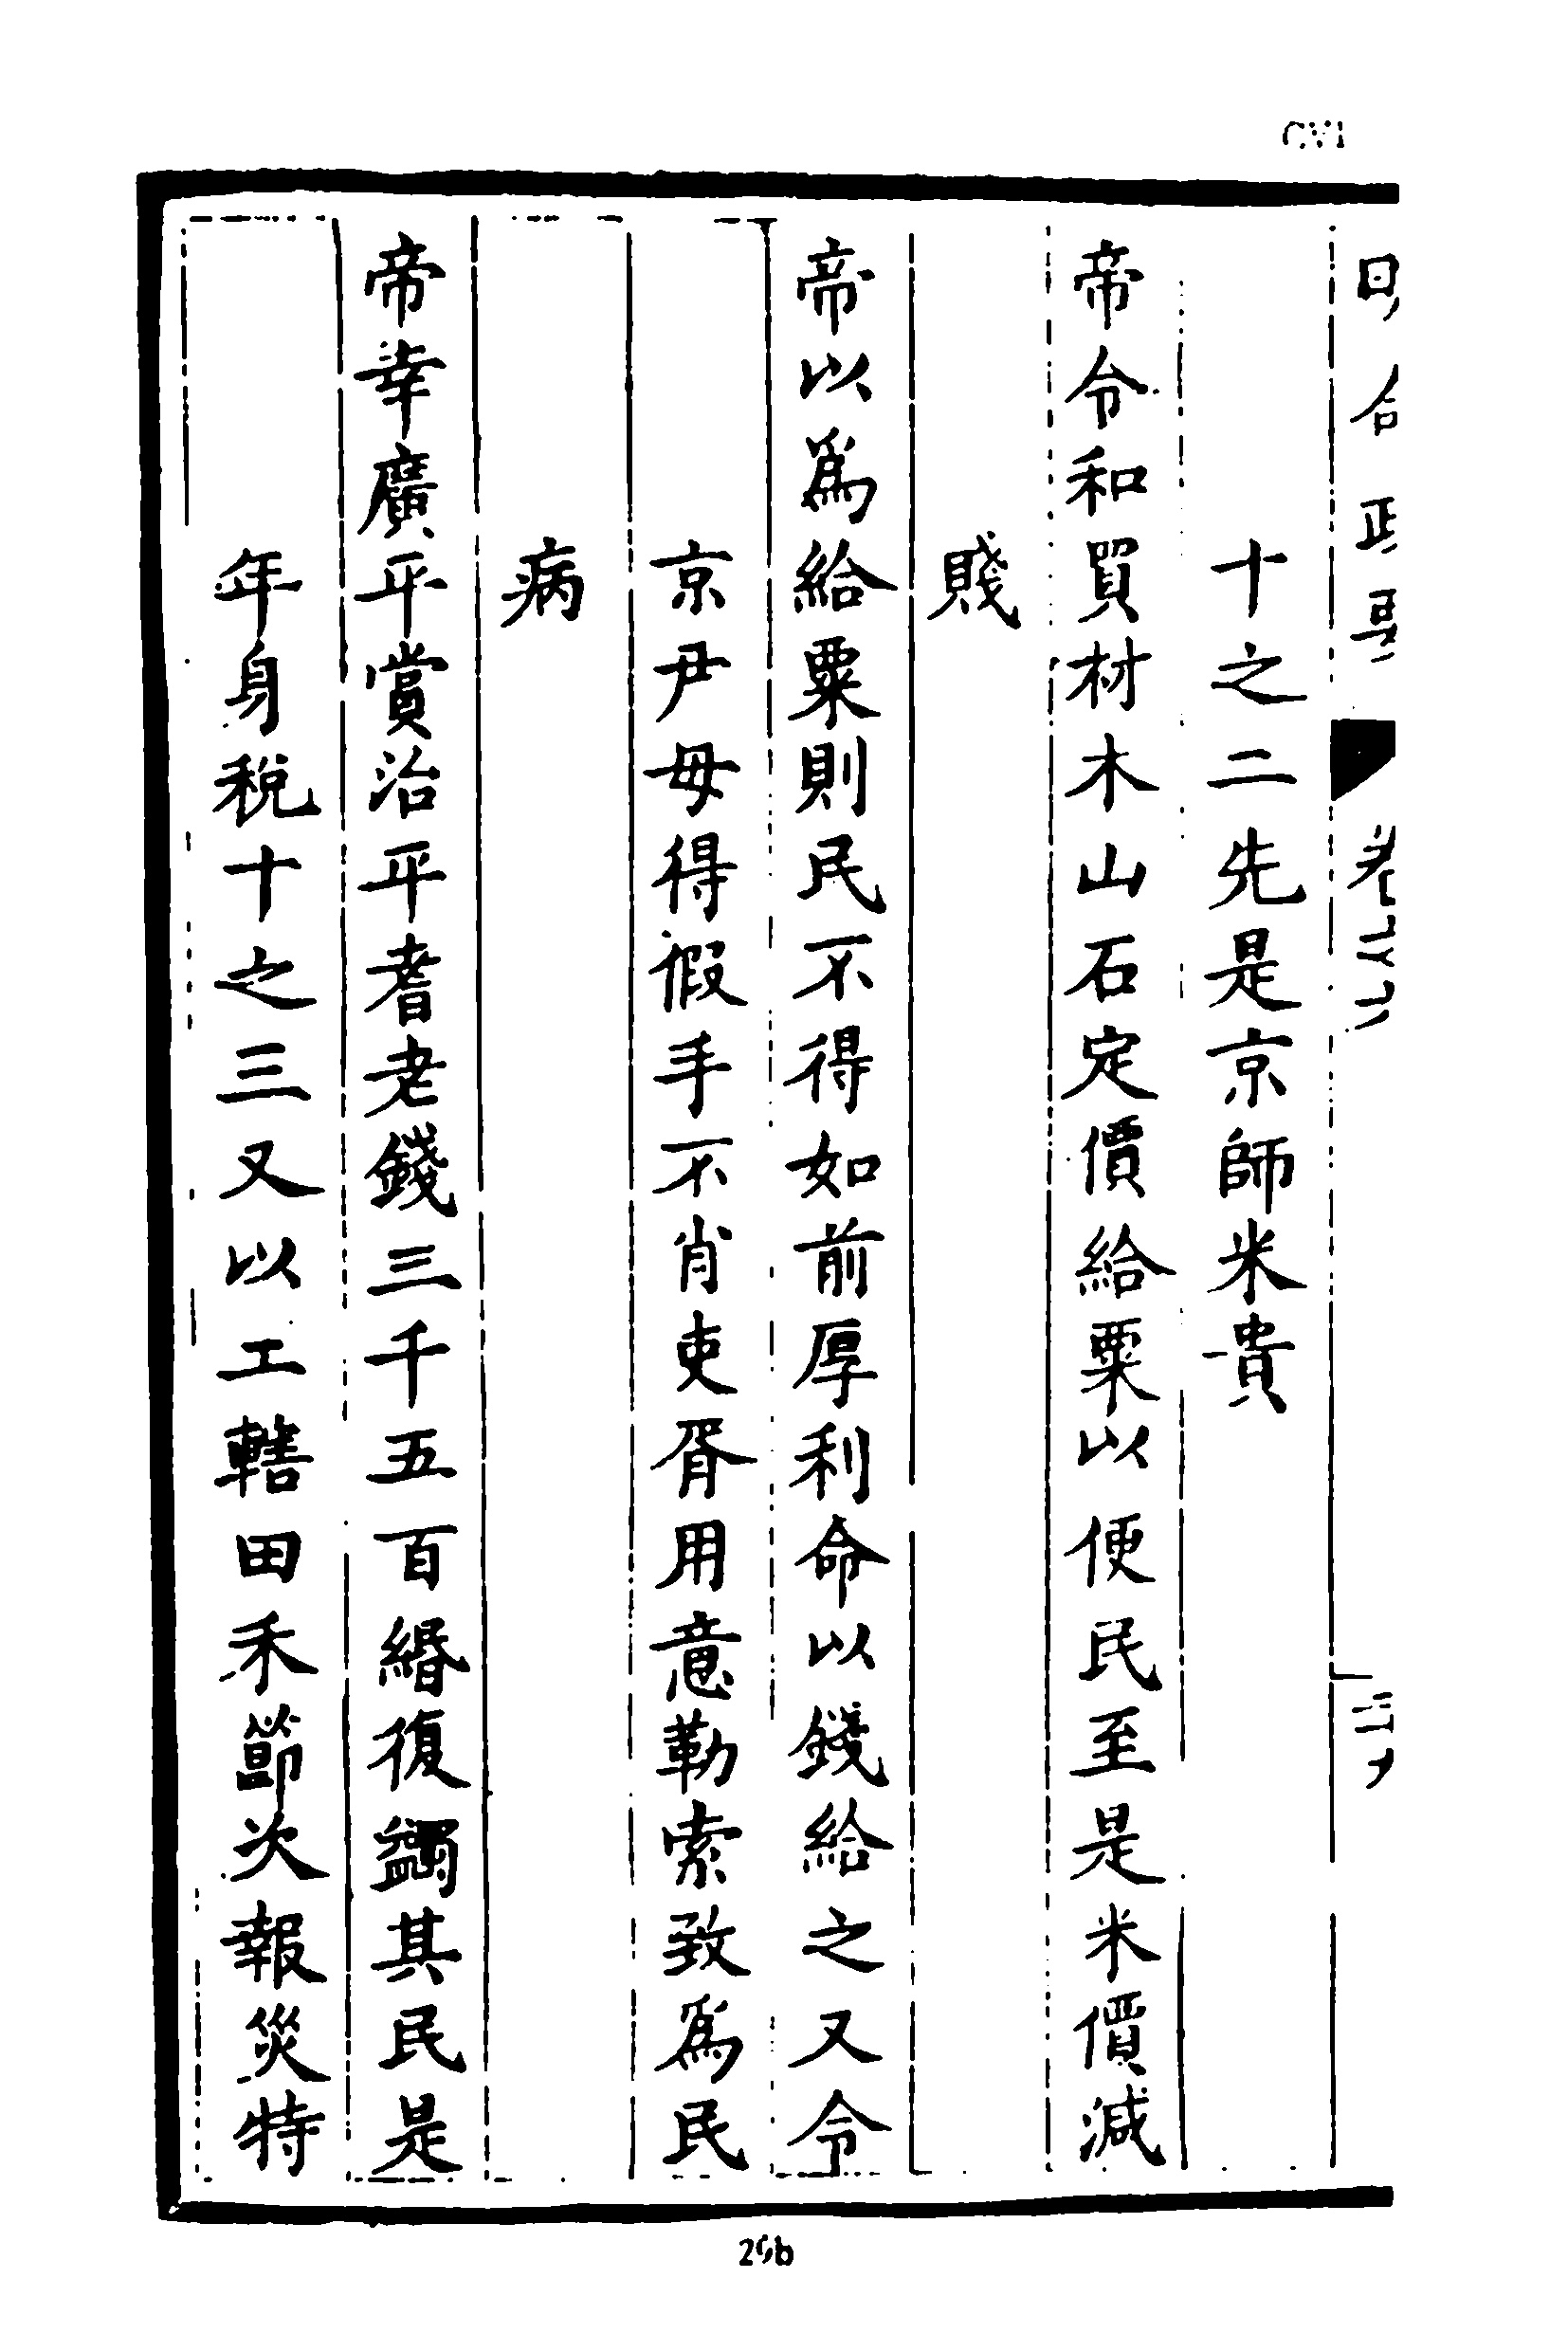 CVI
十之二先是京師米貴
帝令和買材木山石定價給粟以便民至是米價減
賤
帝以爲給粟則民不得如前厚利命以錢給之又令
京尹毋得假手不肖吏胥用意勒索致爲民
病
帝幸廣平賞治平耆老錢三千五百緡復蠲其民是
年身稅十之三又以工轄田禾節次報災特
29b